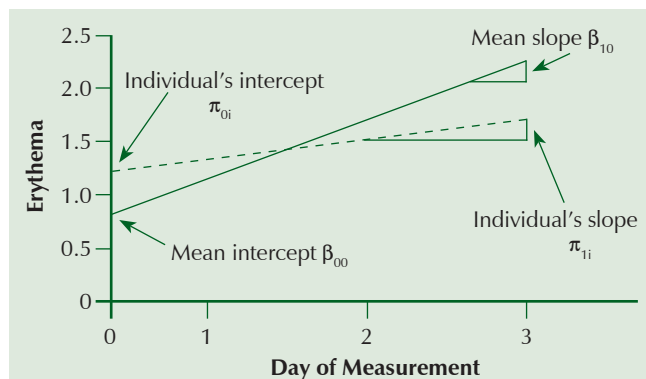 2.5
Mean slope β₁₀
2.0
Individual's intercept
π₀ᵢ
1.5
Erythema
1.0
Individual's slope
π₁ᵢ
0.5
Mean intercept β₀₀
0
0 1 2 3
Day of Measurement